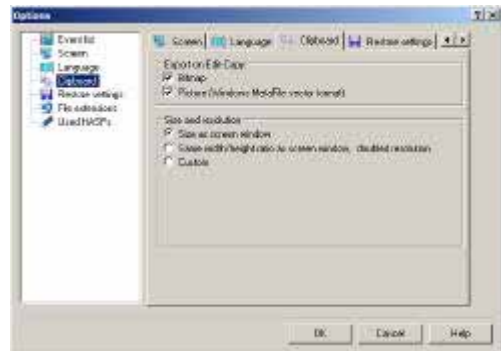 Options
Event list
Screen
Language
Clipboard
Restore settings
File extensions
Used HASPs
Screen
Language
Clipboard
Restore settings
Export on Edit-Copy
Bitmap
Picture (Windows MetaFile vector format)
Size and resolution
Size as screen window
Same width/height ratio as screen window, doubled resolution
Custom
OK
Cancel
Help